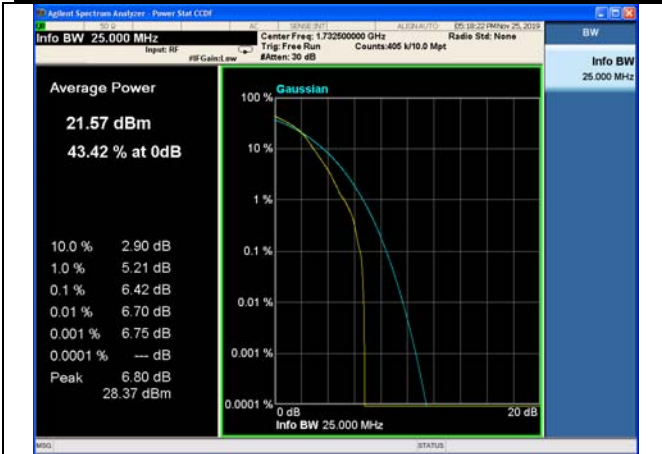 Agilent Spectrum Analyzer - Power Stat CCDF
50 Ω AC SENSE:INT ALIGN AUTO 05:18:22 PM Nov 25, 2019
Info BW 25.000 MHz
Center Freq: 1.732500000 GHz Radio Std: None
Input: RF Trig: Free Run Counts:405 k/10.0 Mpt
#IFGain:Low #Atten: 30 dB
BW
Info BW
25.000 MHz
Average Power
21.57 dBm
43.42 % at 0dB
10.0 % 2.90 dB
1.0 % 5.21 dB
0.1 % 6.42 dB
0.01 % 6.70 dB
0.001 % 6.75 dB
0.0001 % --- dB
Peak 6.80 dB
28.37 dBm
Gaussian
100 %
10 %
1 %
0.1 %
0.01 %
0.001 %
0.0001 %
0 dB 20 dB
Info BW 25.000 MHz
MSG STATUS